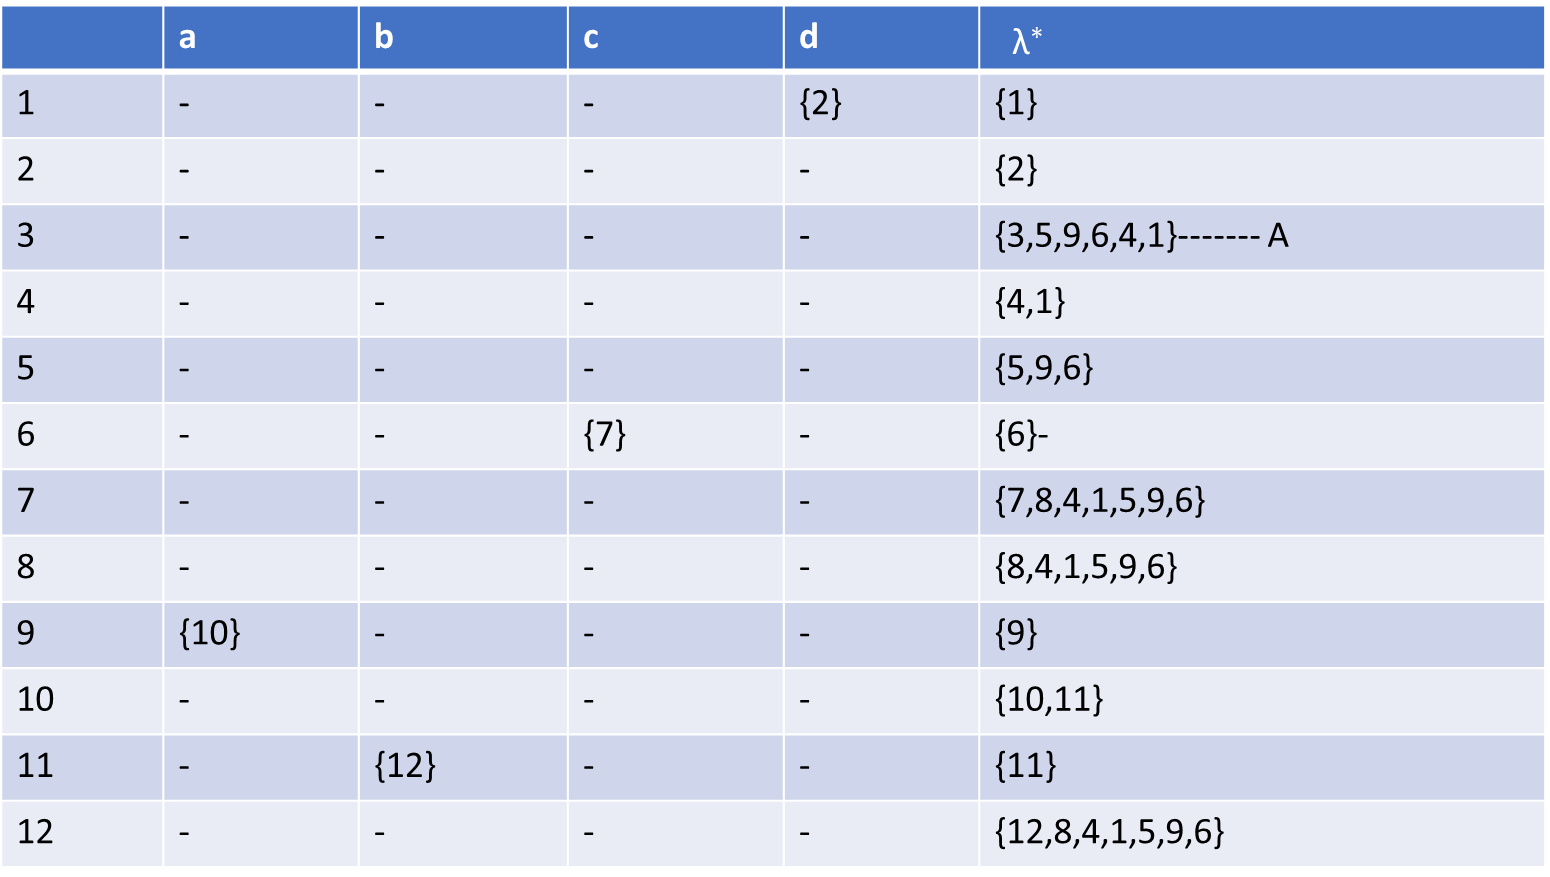 a b c d λ*
1 - - - {2} {1}
2 - - - - {2}
3 - - - - {3,5,9,6,4,1}------- A
4 - - - - {4,1}
5 - - - - {5,9,6}
6 - - {7} - {6}-
7 - - - - {7,8,4,1,5,9,6}
8 - - - - {8,4,1,5,9,6}
9 {10} - - - {9}
10 - - - - {10,11}
11 - {12} - - {11}
12 - - - - {12,8,4,1,5,9,6}